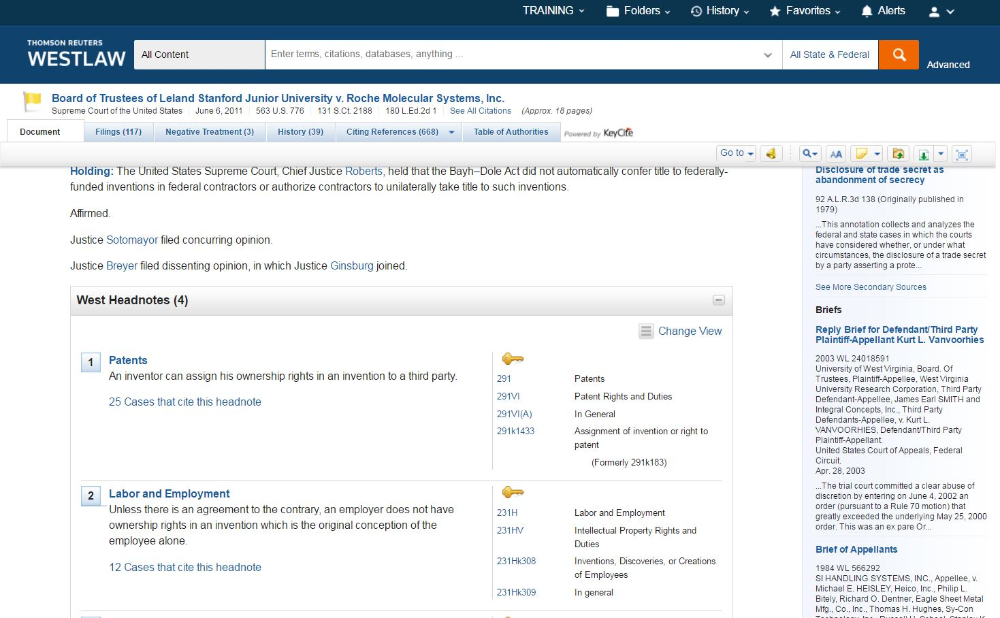 TRAINING Folders History Favorites Alerts
THOMSON REUTERS
WESTLAW
All Content
Enter terms, citations, databases, anything ...
All State & Federal
Advanced
Board of Trustees of Leland Stanford Junior University v. Roche Molecular Systems, Inc.
Supreme Court of the United States June 6, 2011 563 U.S. 776 131 S.Ct. 2188 180 L.Ed.2d 1 See All Citations (Approx. 18 pages)
Document Filings (117) Negative Treatment (3) History (39) Citing References (668) Table of Authorities Powered by KeyCite
Go to
AA
Holding: The United States Supreme Court, Chief Justice Roberts, held that the Bayh–Dole Act did not automatically confer title to federally-
funded inventions in federal contractors or authorize contractors to unilaterally take title to such inventions.
Affirmed.
Justice Sotomayor filed concurring opinion.
Justice Breyer filed dissenting opinion, in which Justice Ginsburg joined.
West Headnotes (4)
Change View
1 Patents
An inventor can assign his ownership rights in an invention to a third party.
25 Cases that cite this headnote
291 Patents
291VI Patent Rights and Duties
291VI(A) In General
291k1433 Assignment of invention or right to
patent
(Formerly 291k183)
2 Labor and Employment
Unless there is an agreement to the contrary, an employer does not have
ownership rights in an invention which is the original conception of the
employee alone.
12 Cases that cite this headnote
231H Labor and Employment
231HV Intellectual Property Rights and
Duties
231Hk308 Inventions, Discoveries, or Creations
of Employees
231Hk309 In general
Disclosure of trade secret as
abandonment of secrecy
92 A.L.R.3d 138 (Originally published in
1979)
...This annotation collects and analyzes the
federal and state cases in which the courts
have considered whether, or under what
circumstances, the disclosure of a trade secret
by a party asserting a prote...
See More Secondary Sources
Briefs
Reply Brief for Defendant/Third Party
Plaintiff-Appellant Kurt L. Vanvoorhies
2003 WL 24018591
University of West Virginia, Board. Of
Trustees, Plaintiff-Appellee, West Virginia
University Research Corporation, Third Party
Defendant-Appellee, James Earl SMITH and
Integral Concepts, Inc., Third Party
Defendants-Appellee, v. Kurt L.
VANVOORHIES, Defendant/Third Party
Plaintiff-Appellant.
United States Court of Appeals, Federal
Circuit.
Apr. 28, 2003
...The trial court committed a clear abuse of
discretion by entering on June 4, 2002 an
order (pursuant to a Rule 70 motion) that
greatly exceeded the underlying May 25, 2000
order. This was an ex pare Or...
Brief of Appellants
1984 WL 566292
SI HANDLING SYSTEMS, INC., Appellee, v.
Michael E. HEISLEY, Heico, Inc., Philip L.
Bitely, Richard O. Dentner, Eagle Sheet Metal
Mfg., Co., Inc., Thomas H. Hughes, Sy-Con